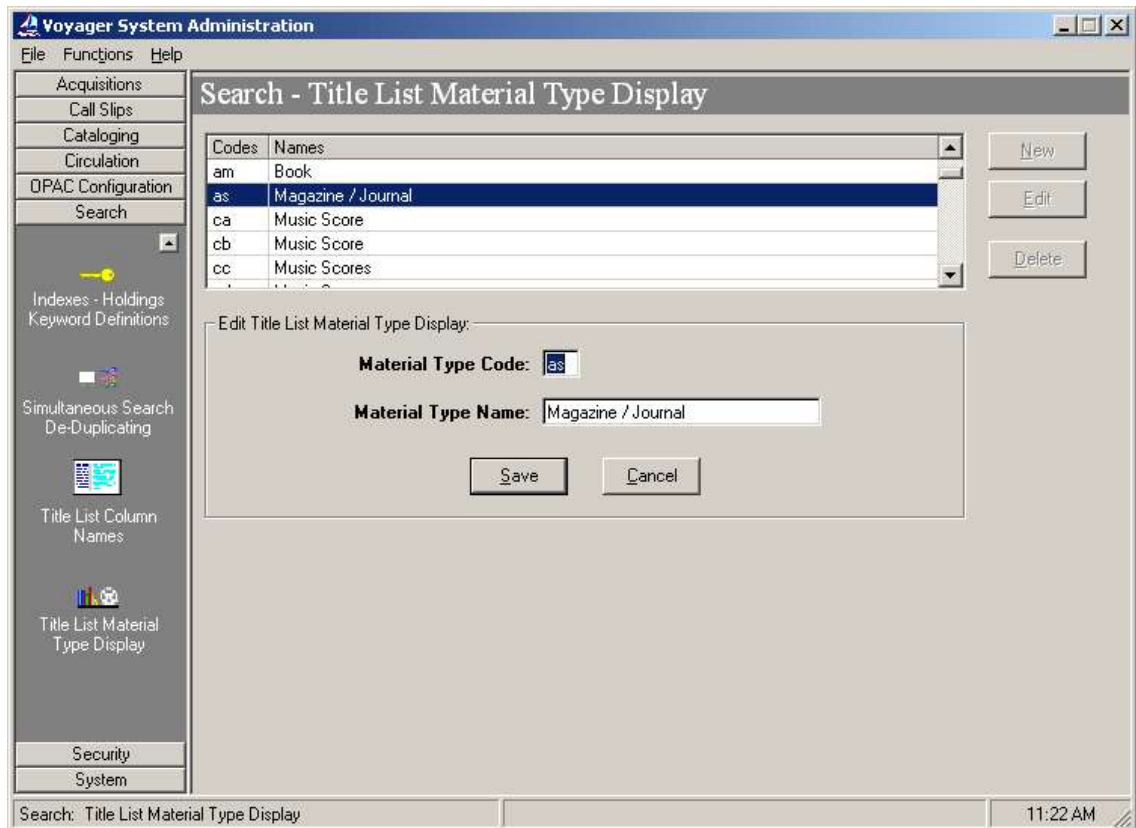 Voyager System Administration
File Functions Help
Acquisitions
Call Slips
Cataloging
Circulation
OPAC Configuration
Search
Indexes - Holdings
Keyword Definitions
Simultaneous Search
De-Duplicating
Title List Column
Names
Title List Material
Type Display
Security
System
Search - Title List Material Type Display
Codes Names
am Book
as Magazine / Journal
ca Music Score
cb Music Score
cc Music Scores
New
Edit
Delete
Edit Title List Material Type Display:
Material Type Code: as
Material Type Name: Magazine / Journal
Save Cancel
Search: Title List Material Type Display
11:22 AM